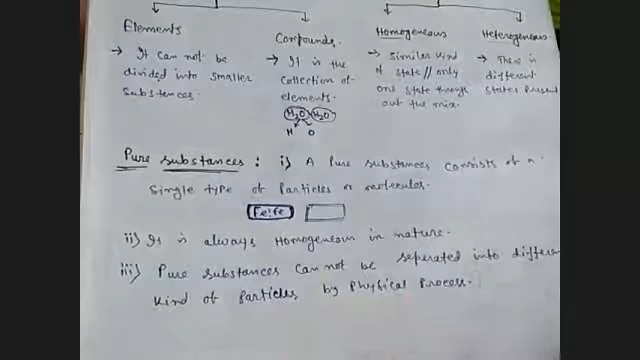 Elements
Compounds.
Homogeneous
Heterogeneous
→ It can not be
divided into smaller
substances.
→ It is the
collection of
elements.
H2O H2O
H O
→ Similer kind
of state // only
one state through
out the mix.
→ There is
different
states Present
Pure substances : i) A Pure substances consists of
Single type of Particles or molecules.
Fe:Fe
ii) It is always Homogeneous in nature.
iii) Pure substances can not be seperated into differen
kind of Particles by Physical Process.